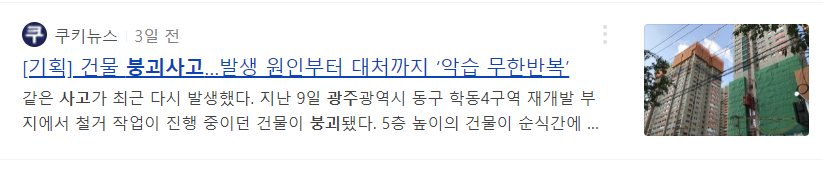 쿠
쿠키뉴스 3일 전
[기획] 건물 붕괴사고...발생 원인부터 대처까지 ‘악습 무한반복’
같은 사고가 최근 다시 발생했다. 지난 9일 광주광역시 동구 학동4구역 재개발 부
지에서 철거 작업이 진행 중이던 건물이 붕괴됐다. 5층 높이의 건물이 순식간에 ...